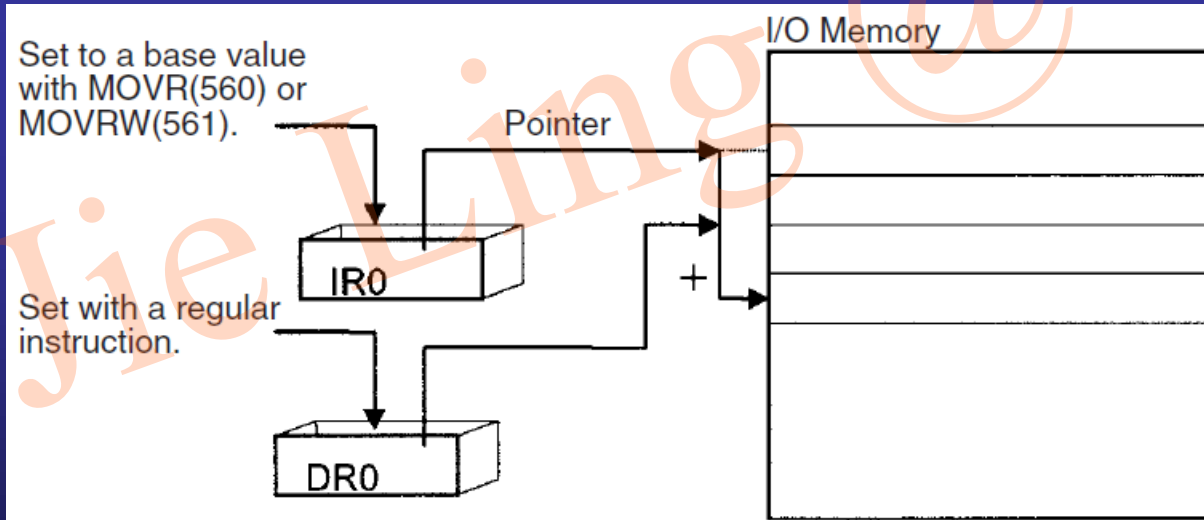 I/O Memory
Set to a base value
with MOVR(560) or
MOVRW(561).
Pointer
IR0
Set with a regular
instruction.
+
DR0
Jie Ling @